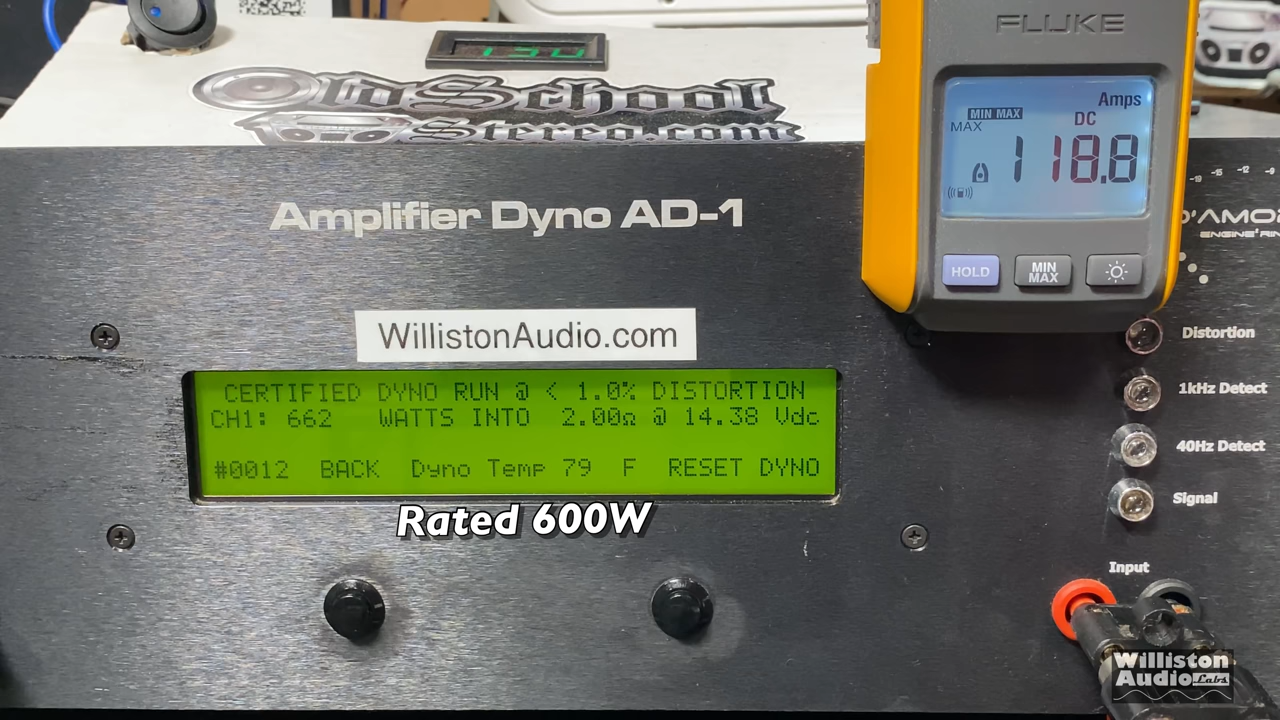 FLUKE
Amps
MIN MAX
MAX
DC
118.8
HOLD
MIN
MAX
OldSchool
Stereo.com
Amplifier Dyno AD-1
WillistonAudio.com
CERTIFIED DYNO RUN @ < 1.0% DISTORTION
CH1: 662 WATTS INTO 2.00Ω @ 14.38 Vdc
#0012 BACK Dyno Temp 79 F RESET DYNO
Rated 600W
Distortion
1kHz Detect
40Hz Detect
Signal
Input
Williston
Audio Labs